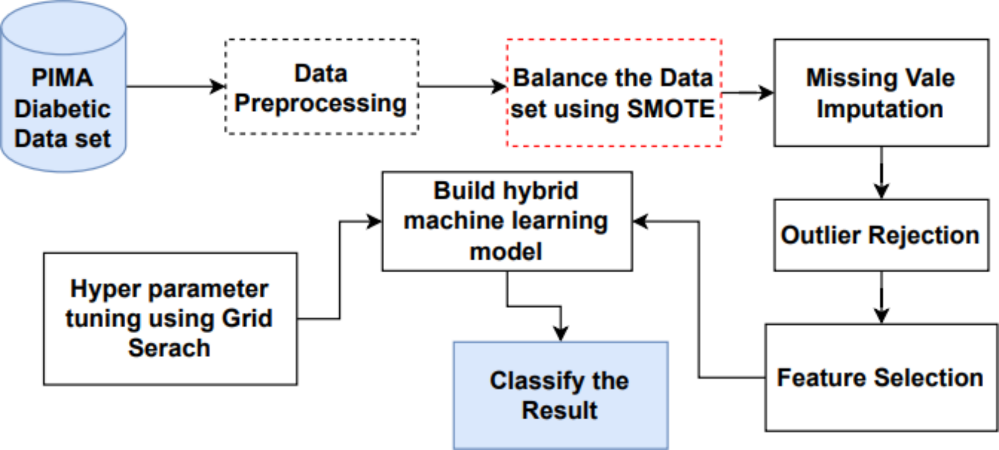 PIMA
Diabetic
Data set
Data
Preprocessing
Balance the Data
set using SMOTE
Missing Vale
Imputation
Outlier Rejection
Feature Selection
Build hybrid
machine learning
model
Hyper parameter
tuning using Grid
Serach
Classify the
Result